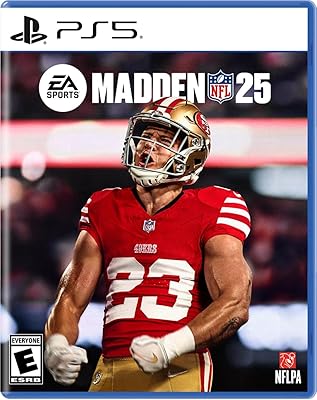 PS5
EA
SPORTS
MADDEN NFL 25
49ERS
23
EVERYONE
E
ESRB
NFLPA